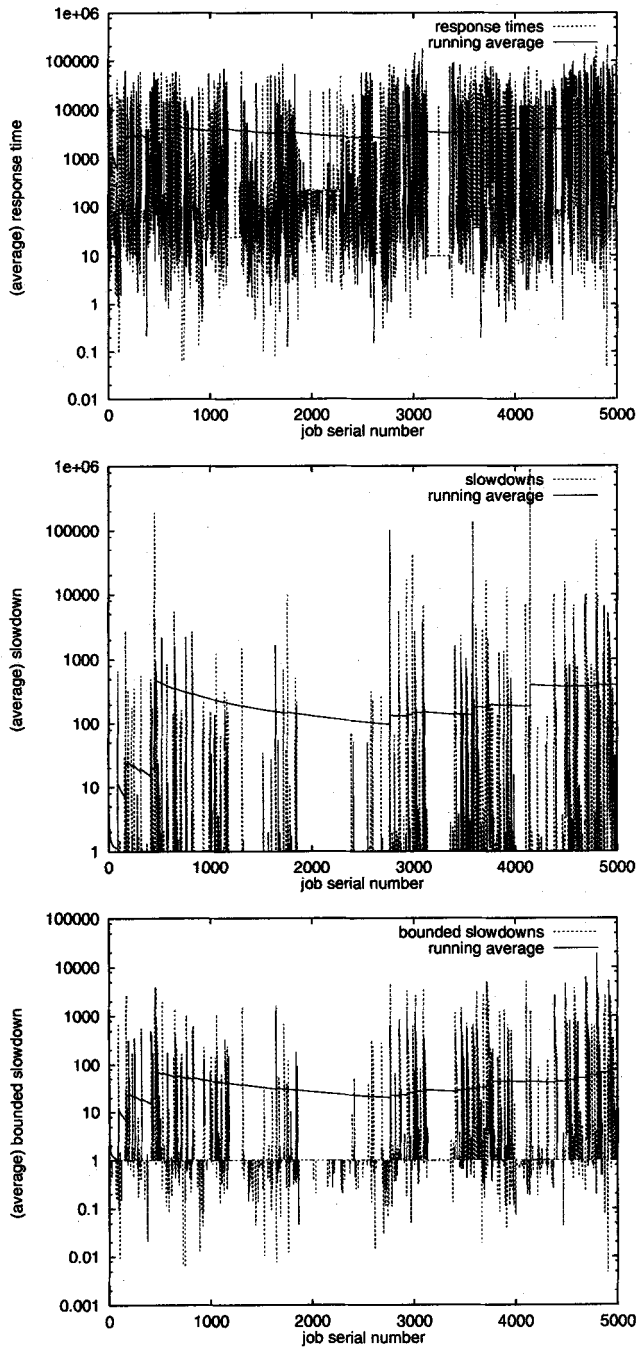 response times
running average
1e+06
100000
10000
1000
100
10
1
0.1
0.01
(average) response time
0 1000 2000 3000 4000 5000
job serial number
slowdowns
running average
1e+06
100000
10000
1000
100
10
1
(average) slowdown
0 1000 2000 3000 4000 5000
job serial number
bounded slowdowns
running average
100000
10000
1000
100
10
1
0.1
0.01
0.001
(average) bounded slowdown
0 1000 2000 3000 4000 5000
job serial number